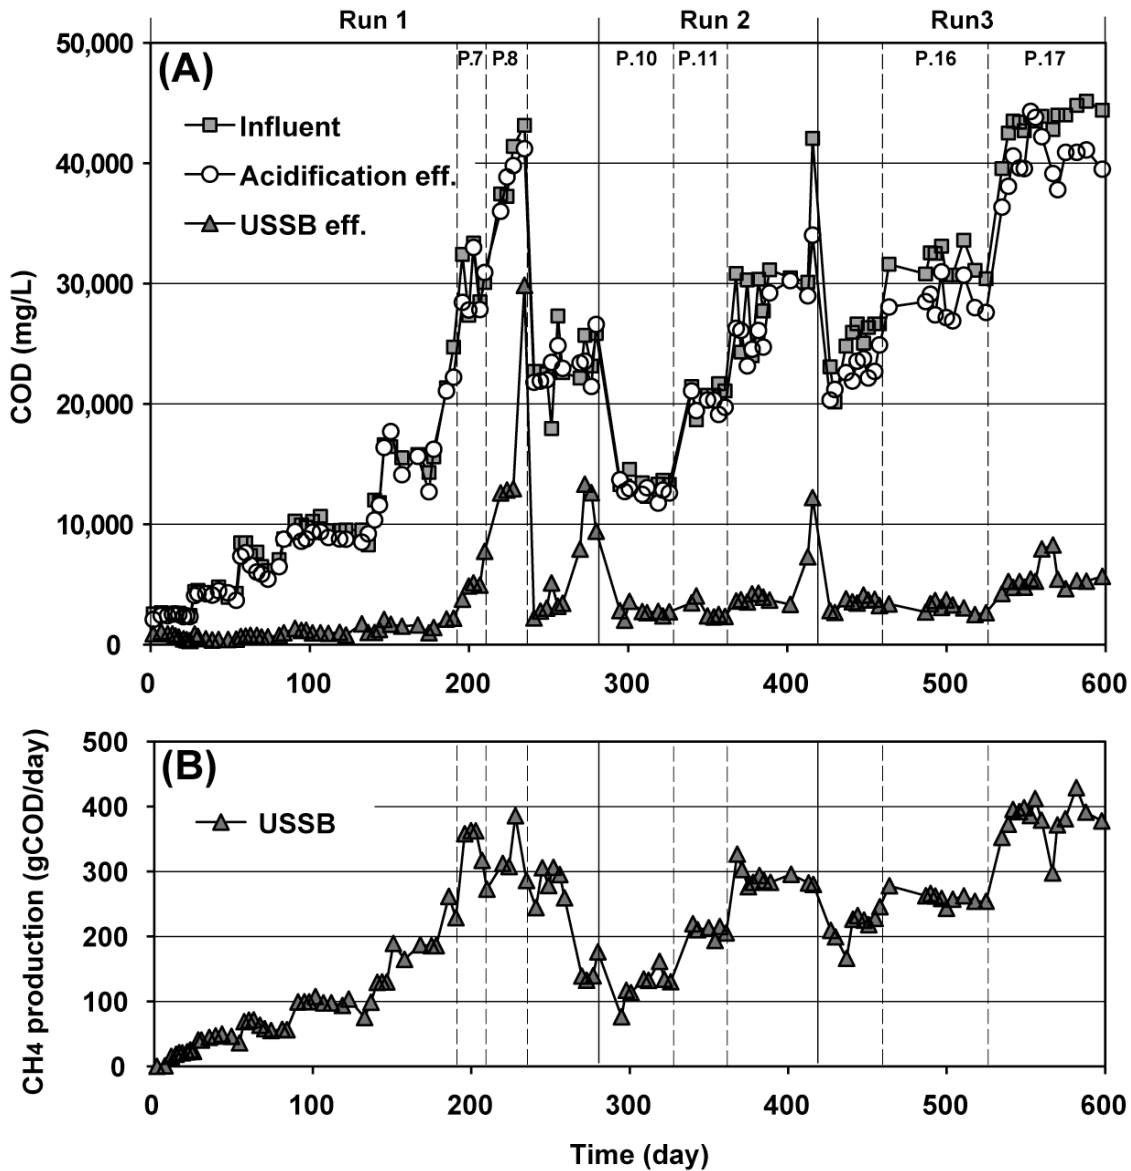 Run 1 Run 2 Run3
50,000
(A) P.7 P.8 P.10 P.11 P.16 P.17
Influent
40,000
Acidification eff.
USSB eff.
30,000
COD (mg/L)
20,000
10,000
0
0 100 200 300 400 500 600
500
(B)
400
USSB
300
CH4 production (gCOD/day)
200
100
0
0 100 200 300 400 500 600
Time (day)